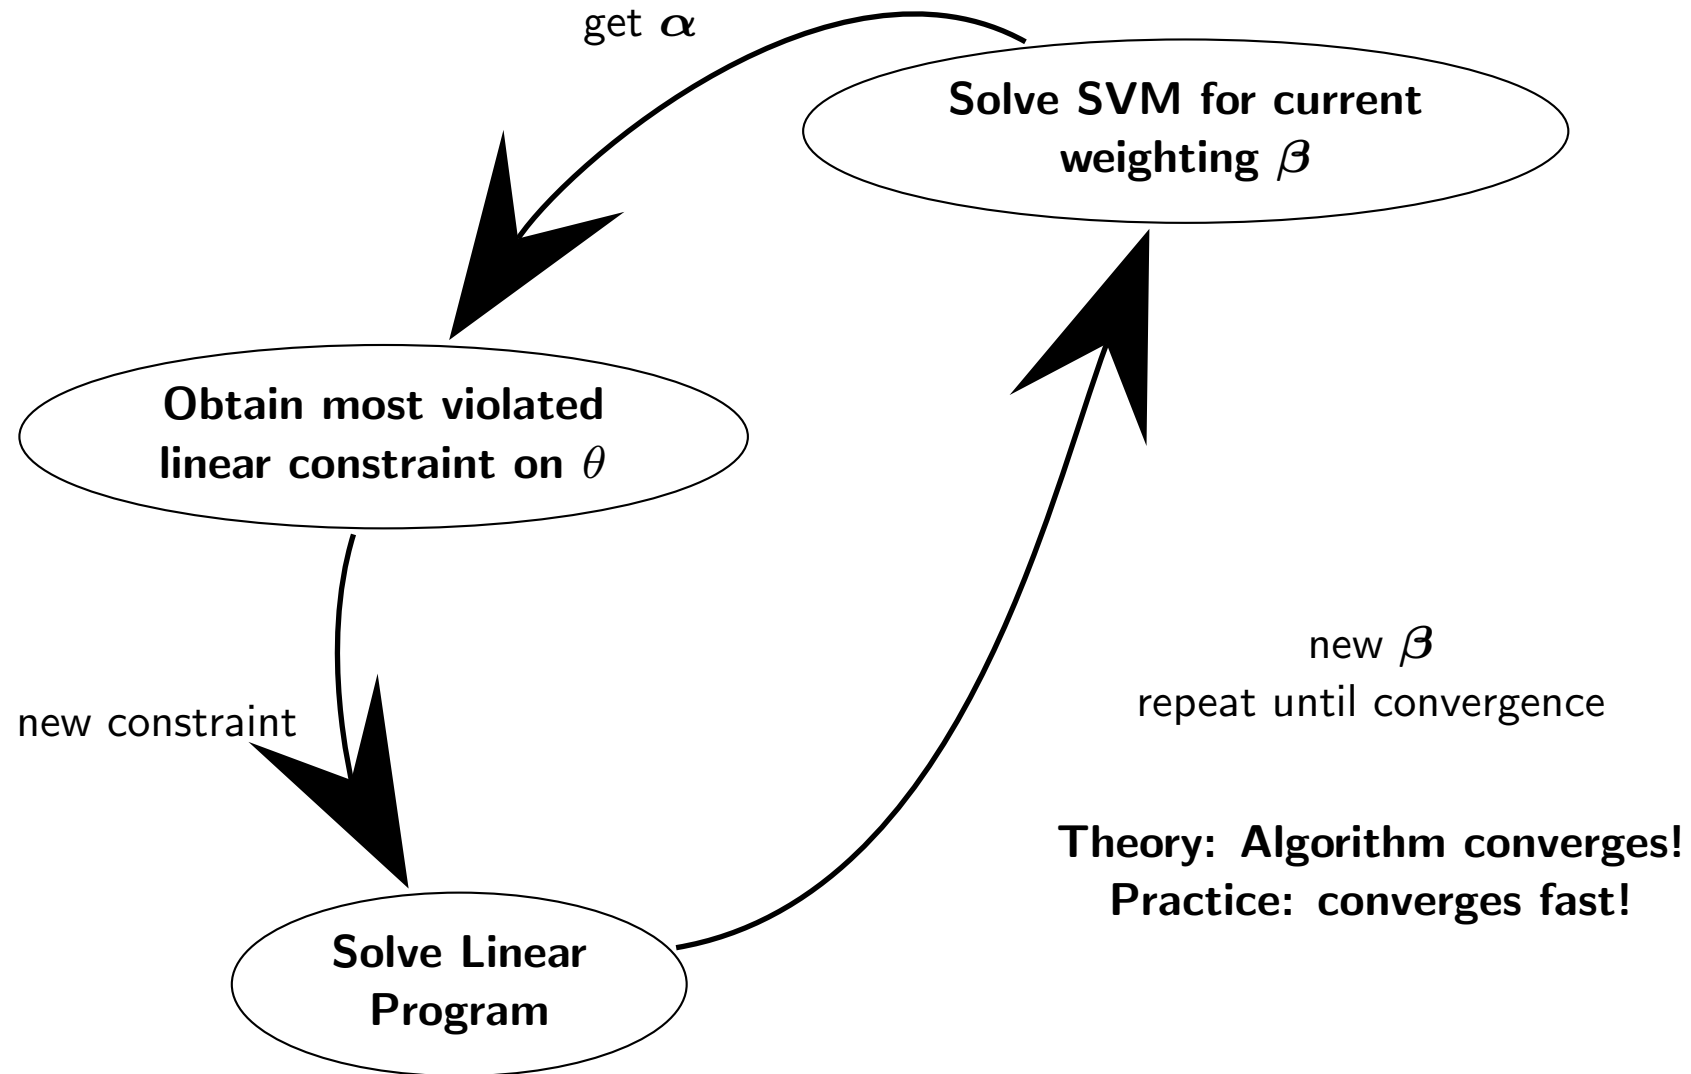 get α
Solve SVM for current
weighting β
Obtain most violated
linear constraint on θ
new constraint
Solve Linear
Program
new β
repeat until convergence
Theory: Algorithm converges!
Practice: converges fast!